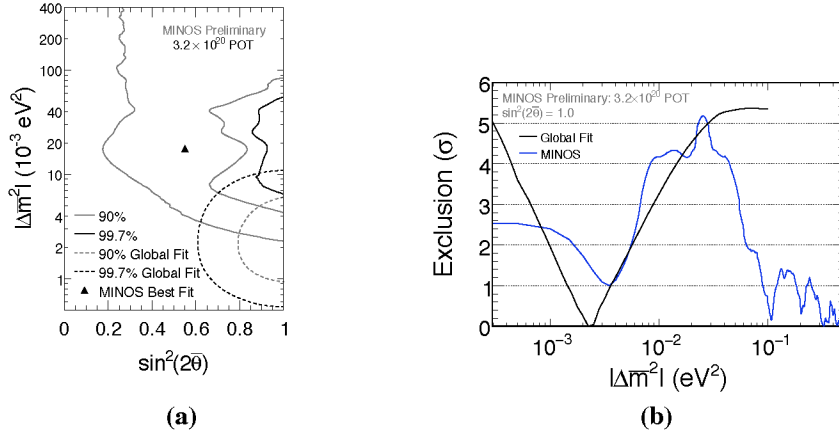 MINOS Preliminary
3.2× 10²⁰ POT
400
100
40
20
10
4
2
1
|Δm̅²| (10⁻³ eV²)
90%
99.7%
90% Global Fit
99.7% Global Fit
MINOS Best Fit
0 0.2 0.4 0.6 0.8 1
sin²(2θ̅)
(a)
6
5
4
3
2
1
0
Exclusion (σ)
MINOS Preliminary: 3.2×10²⁰ POT
sin²(2θ̅) = 1.0
Global Fit
MINOS
10⁻³ 10⁻² 10⁻¹
|Δm̅²| (eV²)
(b)